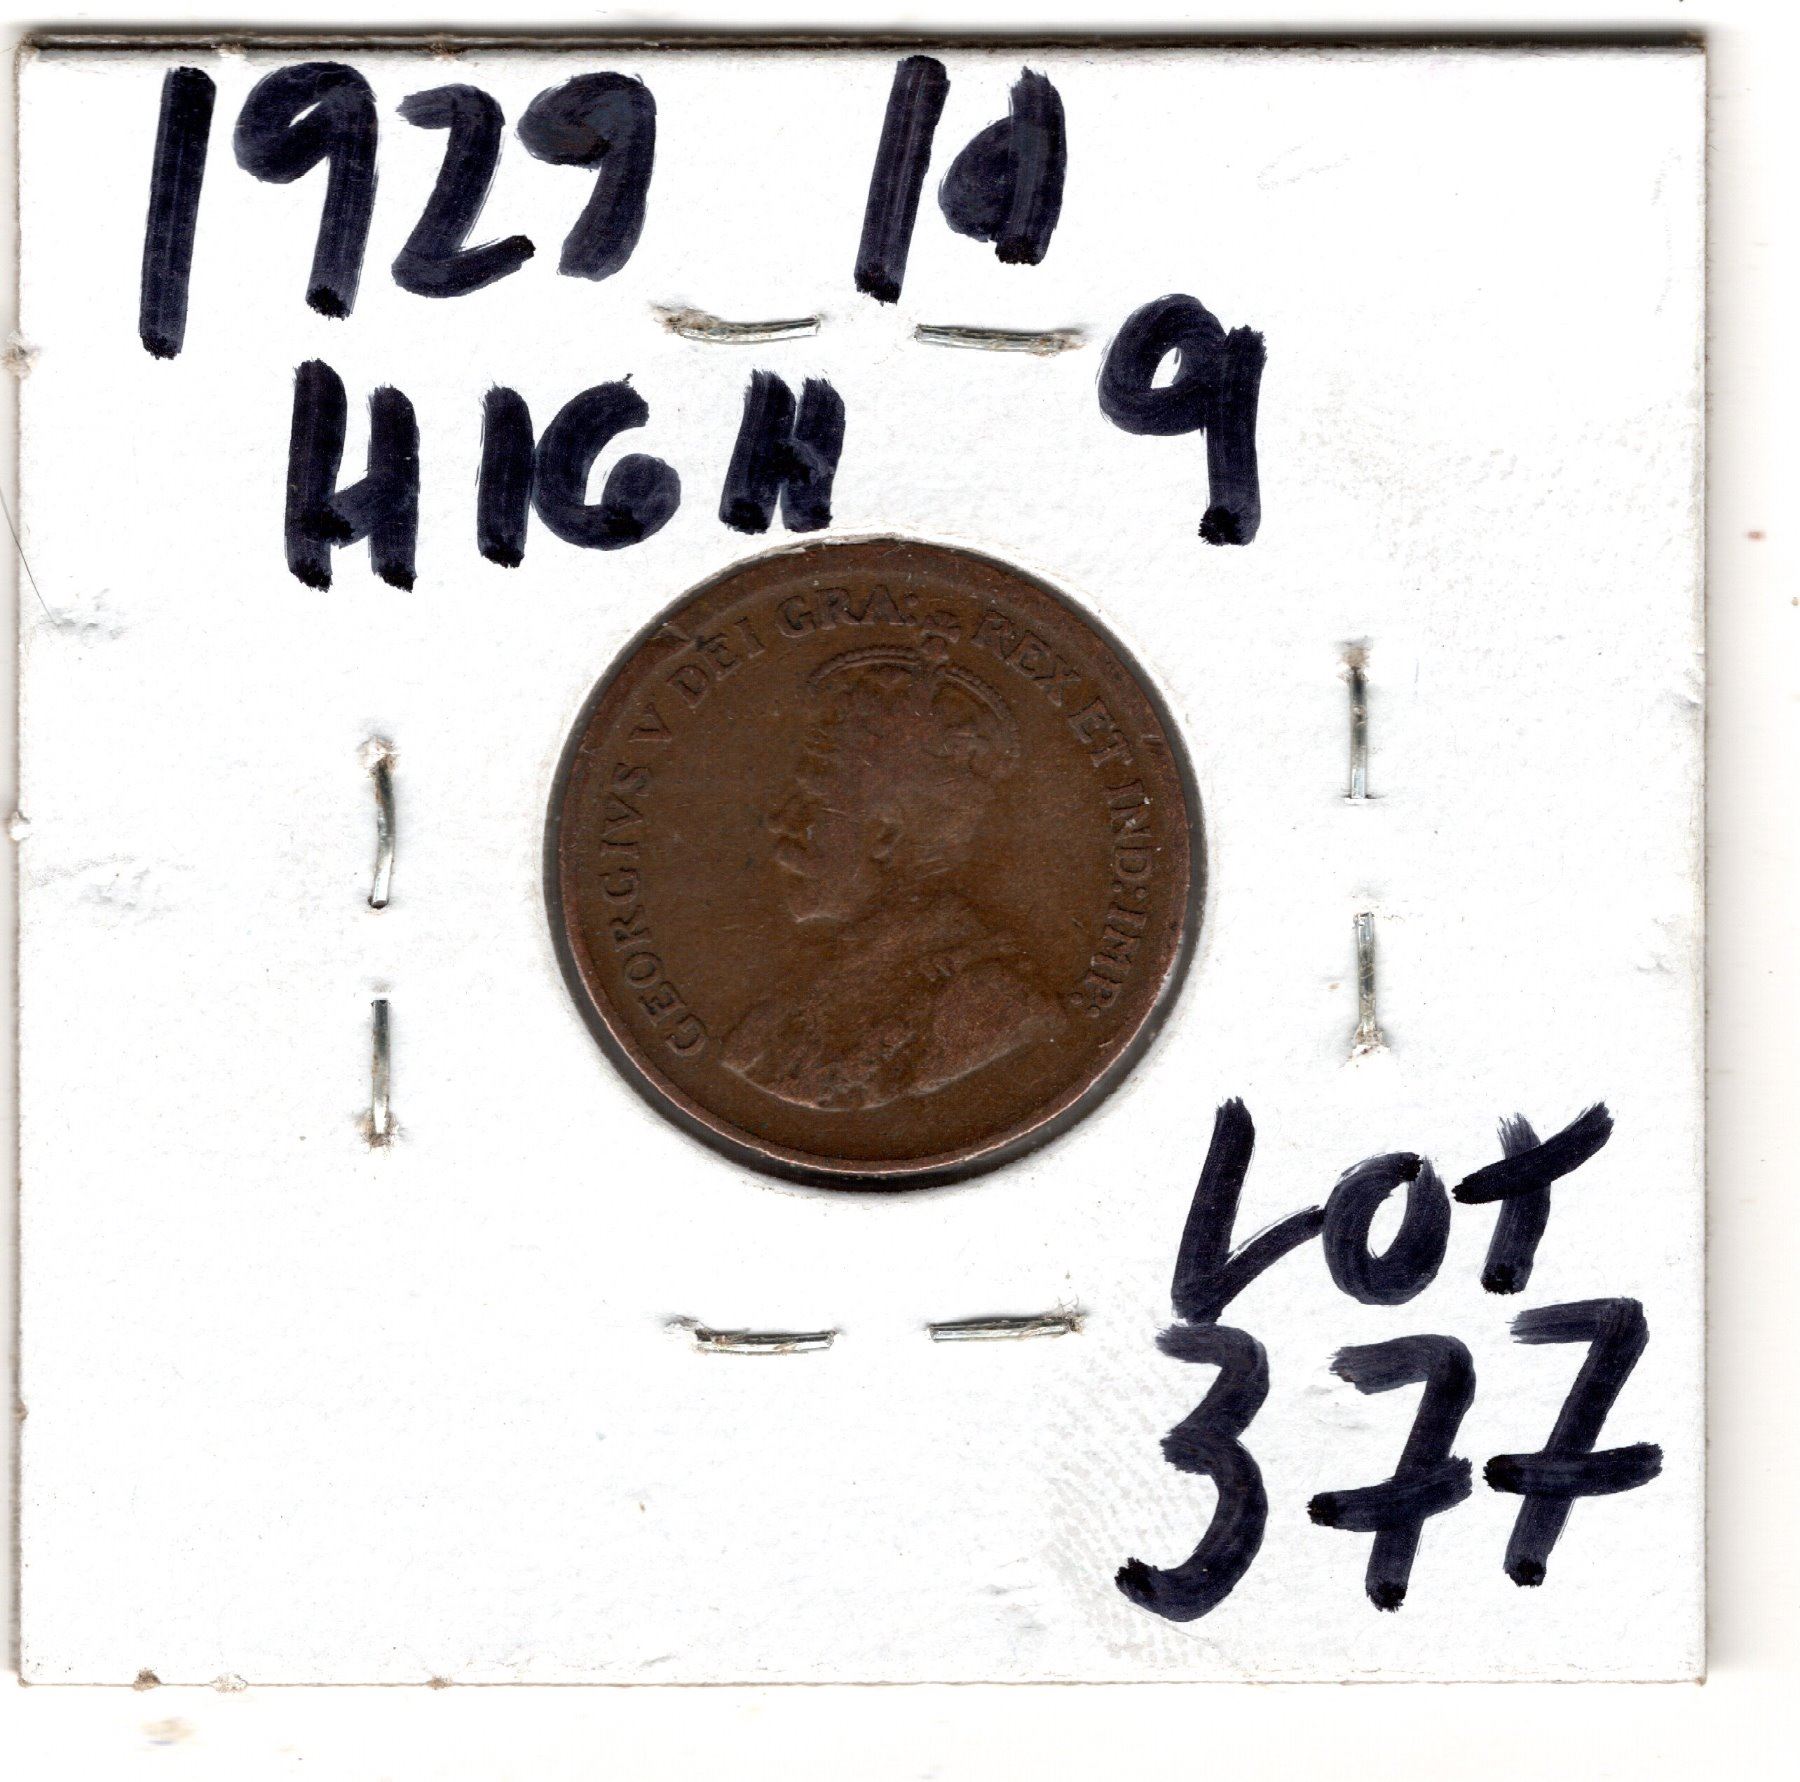 1929 1¢
HIGH 9
GEORGIVS V DEI GRA: REX ET IND: IMP:
LOT
377